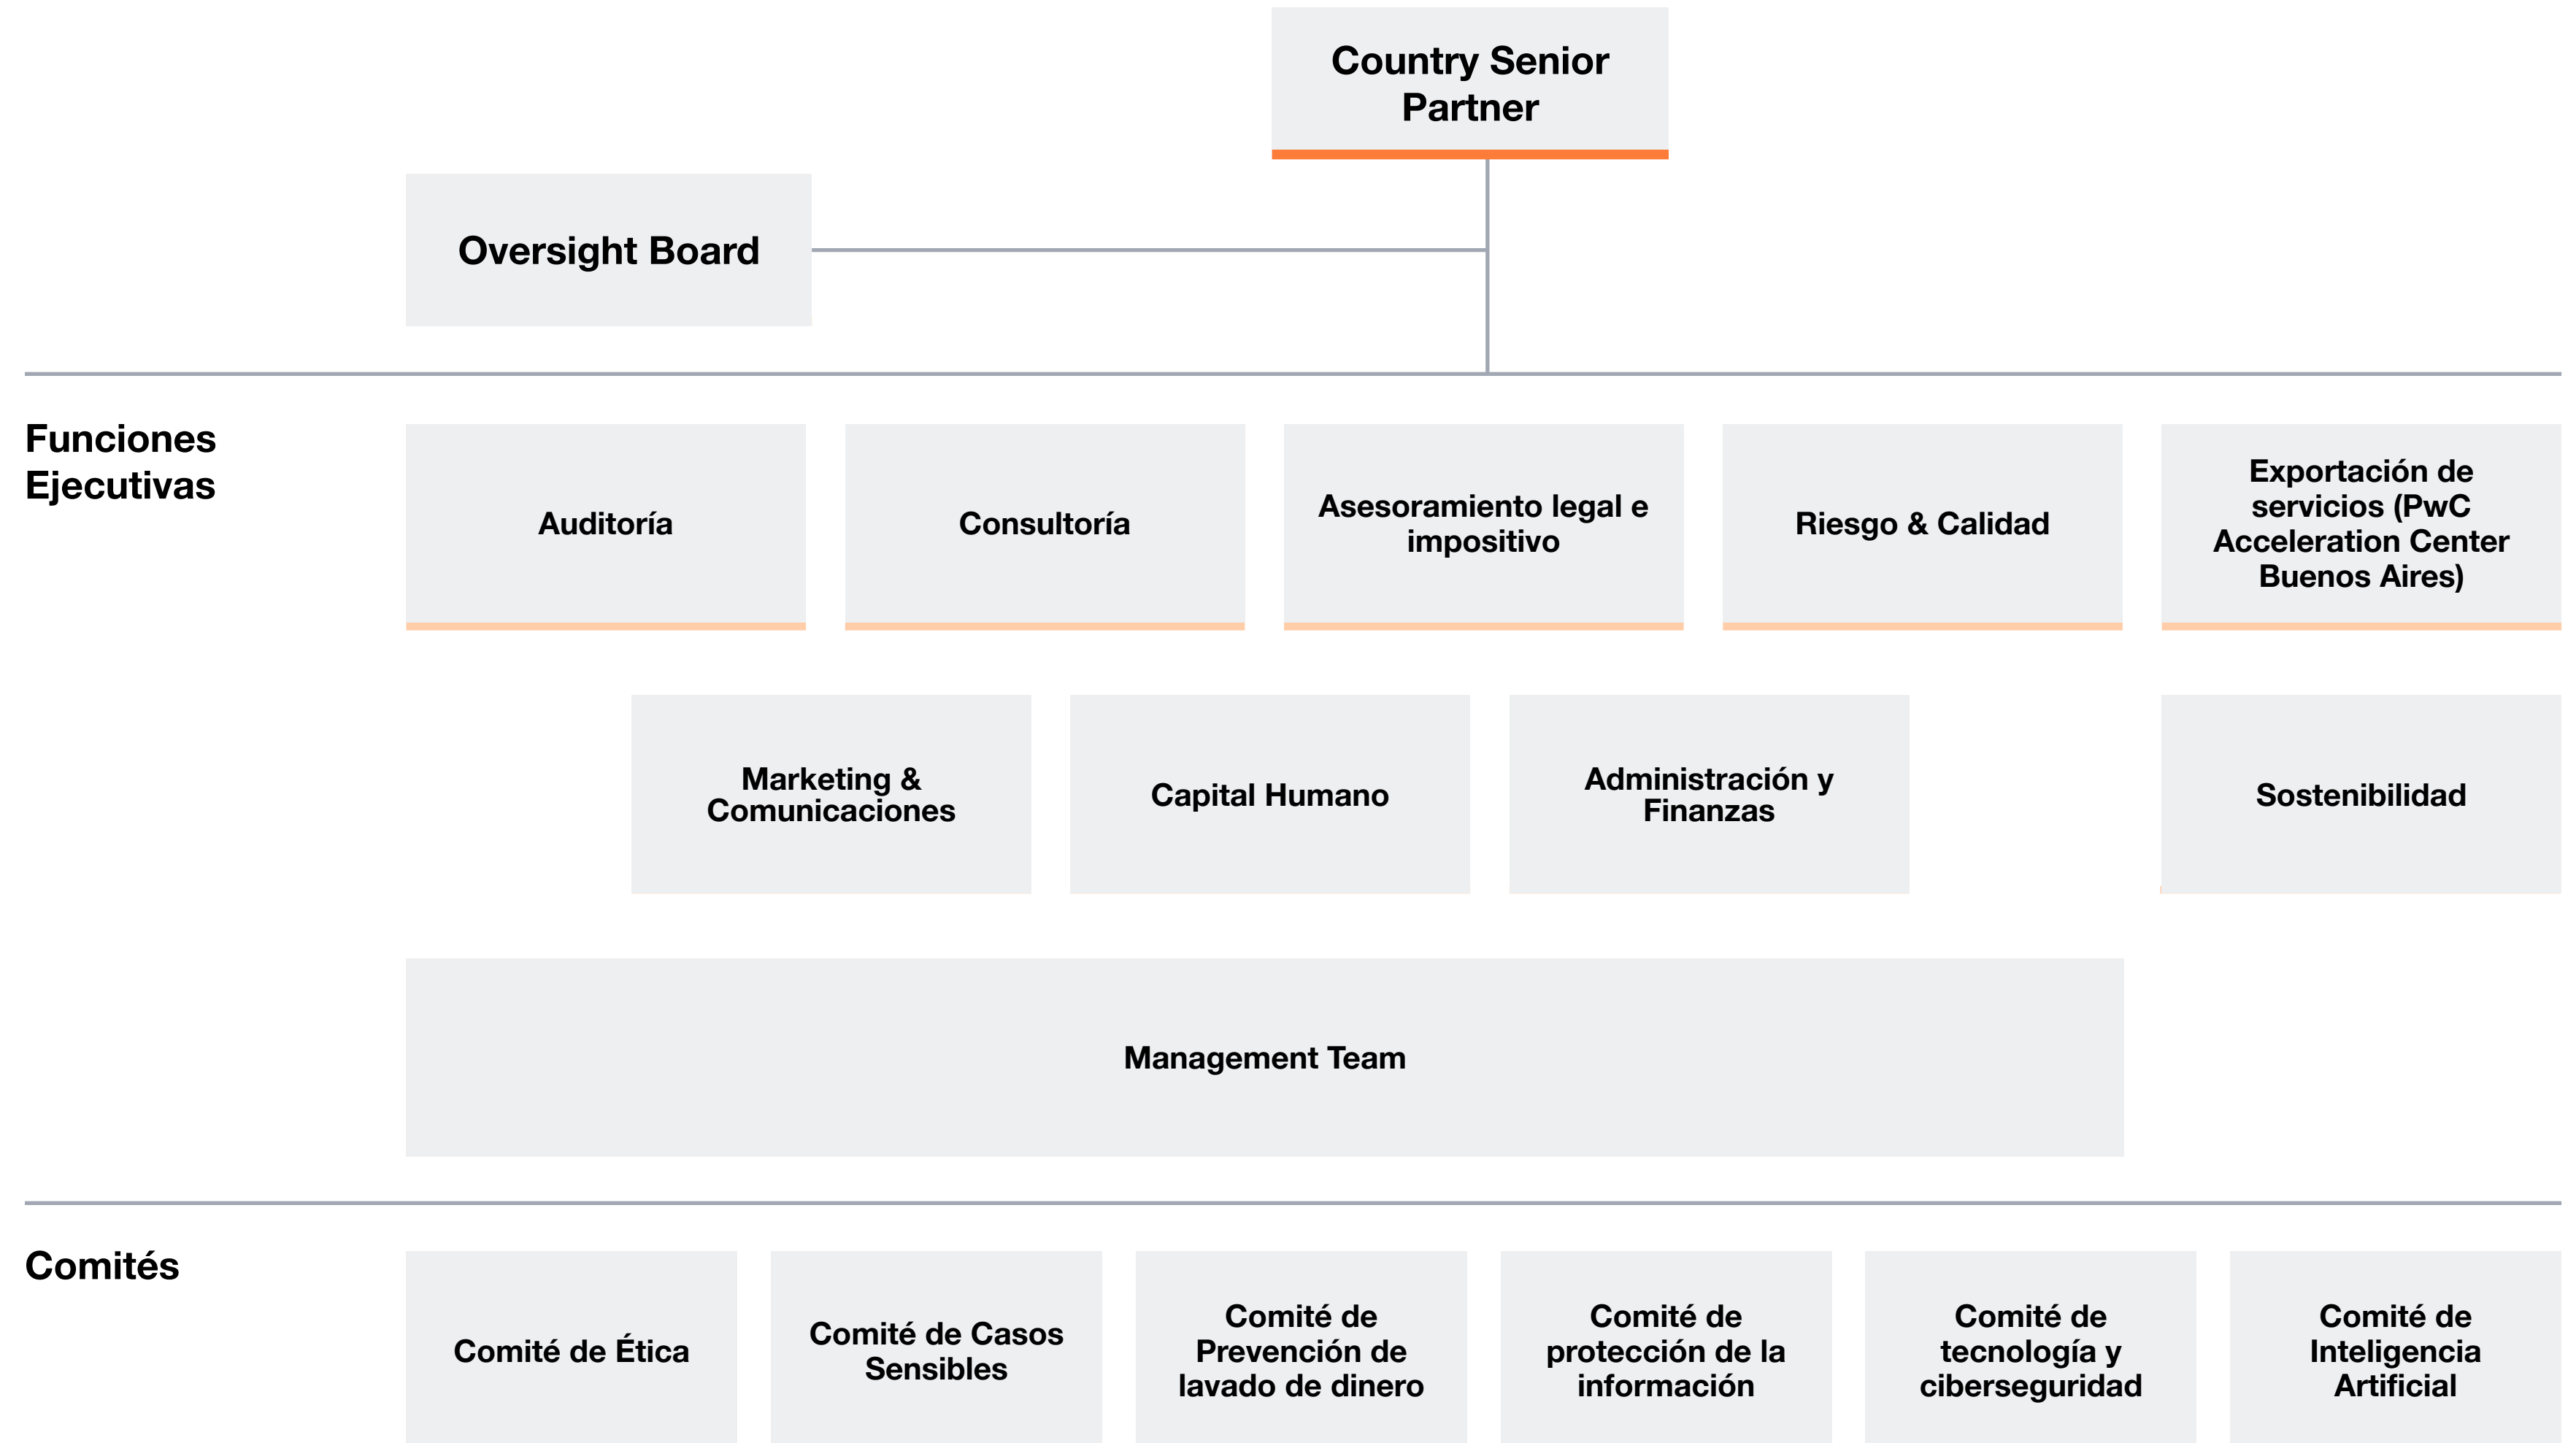 Country Senior
Partner
Oversight Board
Funciones
Ejecutivas
Auditoría
Consultoría
Asesoramiento legal e
impositivo
Riesgo & Calidad
Exportación de
servicios (PwC
Acceleration Center
Buenos Aires)
Marketing &
Comunicaciones
Capital Humano
Administración y
Finanzas
Sostenibilidad
Management Team
Comités
Comité de Ética
Comité de Casos
Sensibles
Comité de
Prevención de
lavado de dinero
Comité de
protección de la
información
Comité de
tecnología y
ciberseguridad
Comité de
Inteligencia
Artificial